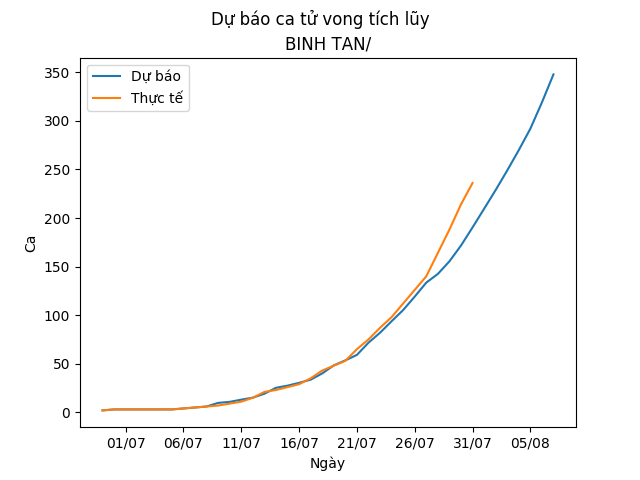 Dự báo ca tử vong tích lũy
BINH TAN/
Dự báo
Thực tế
Ca
350
300
250
200
150
100
50
0
01/07 06/07 11/07 16/07 21/07 26/07 31/07 05/08
Ngày